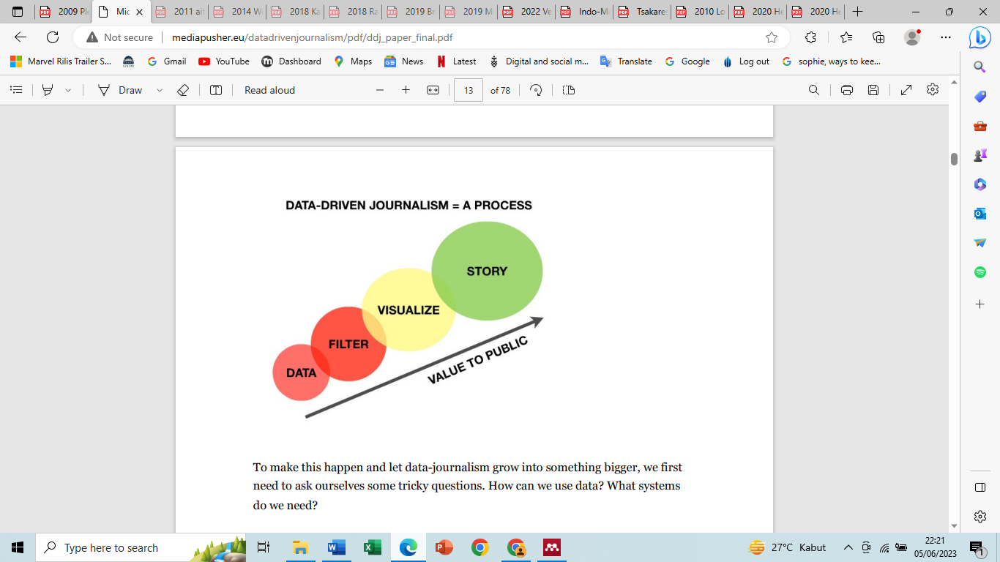 2009 Ple
Mic
2011 ait
2014 W
2018 Ka
2018 Ra
2019 Br
2019 M
2022 Ve
Indo-M
Tsakare
2010 Lo
2020 He
2020 He
Not secure
mediapusher.eu/datadrivenjournalism/pdf/ddj_paper_final.pdf
Marvel Rilis Trailer S...
Gmail
YouTube
Dashboard
Maps
News
Latest
Digital and social m...
Translate
Google
Log out
sophie, ways to kee...
Draw
Read aloud
13 of 78
DATA-DRIVEN JOURNALISM = A PROCESS
STORY
VISUALIZE
FILTER
DATA
VALUE TO PUBLIC
To make this happen and let data-journalism grow into something bigger, we first
need to ask ourselves some tricky questions. How can we use data? What systems
do we need?
Type here to search
27°C Kabut
22:21
05/06/2023
1